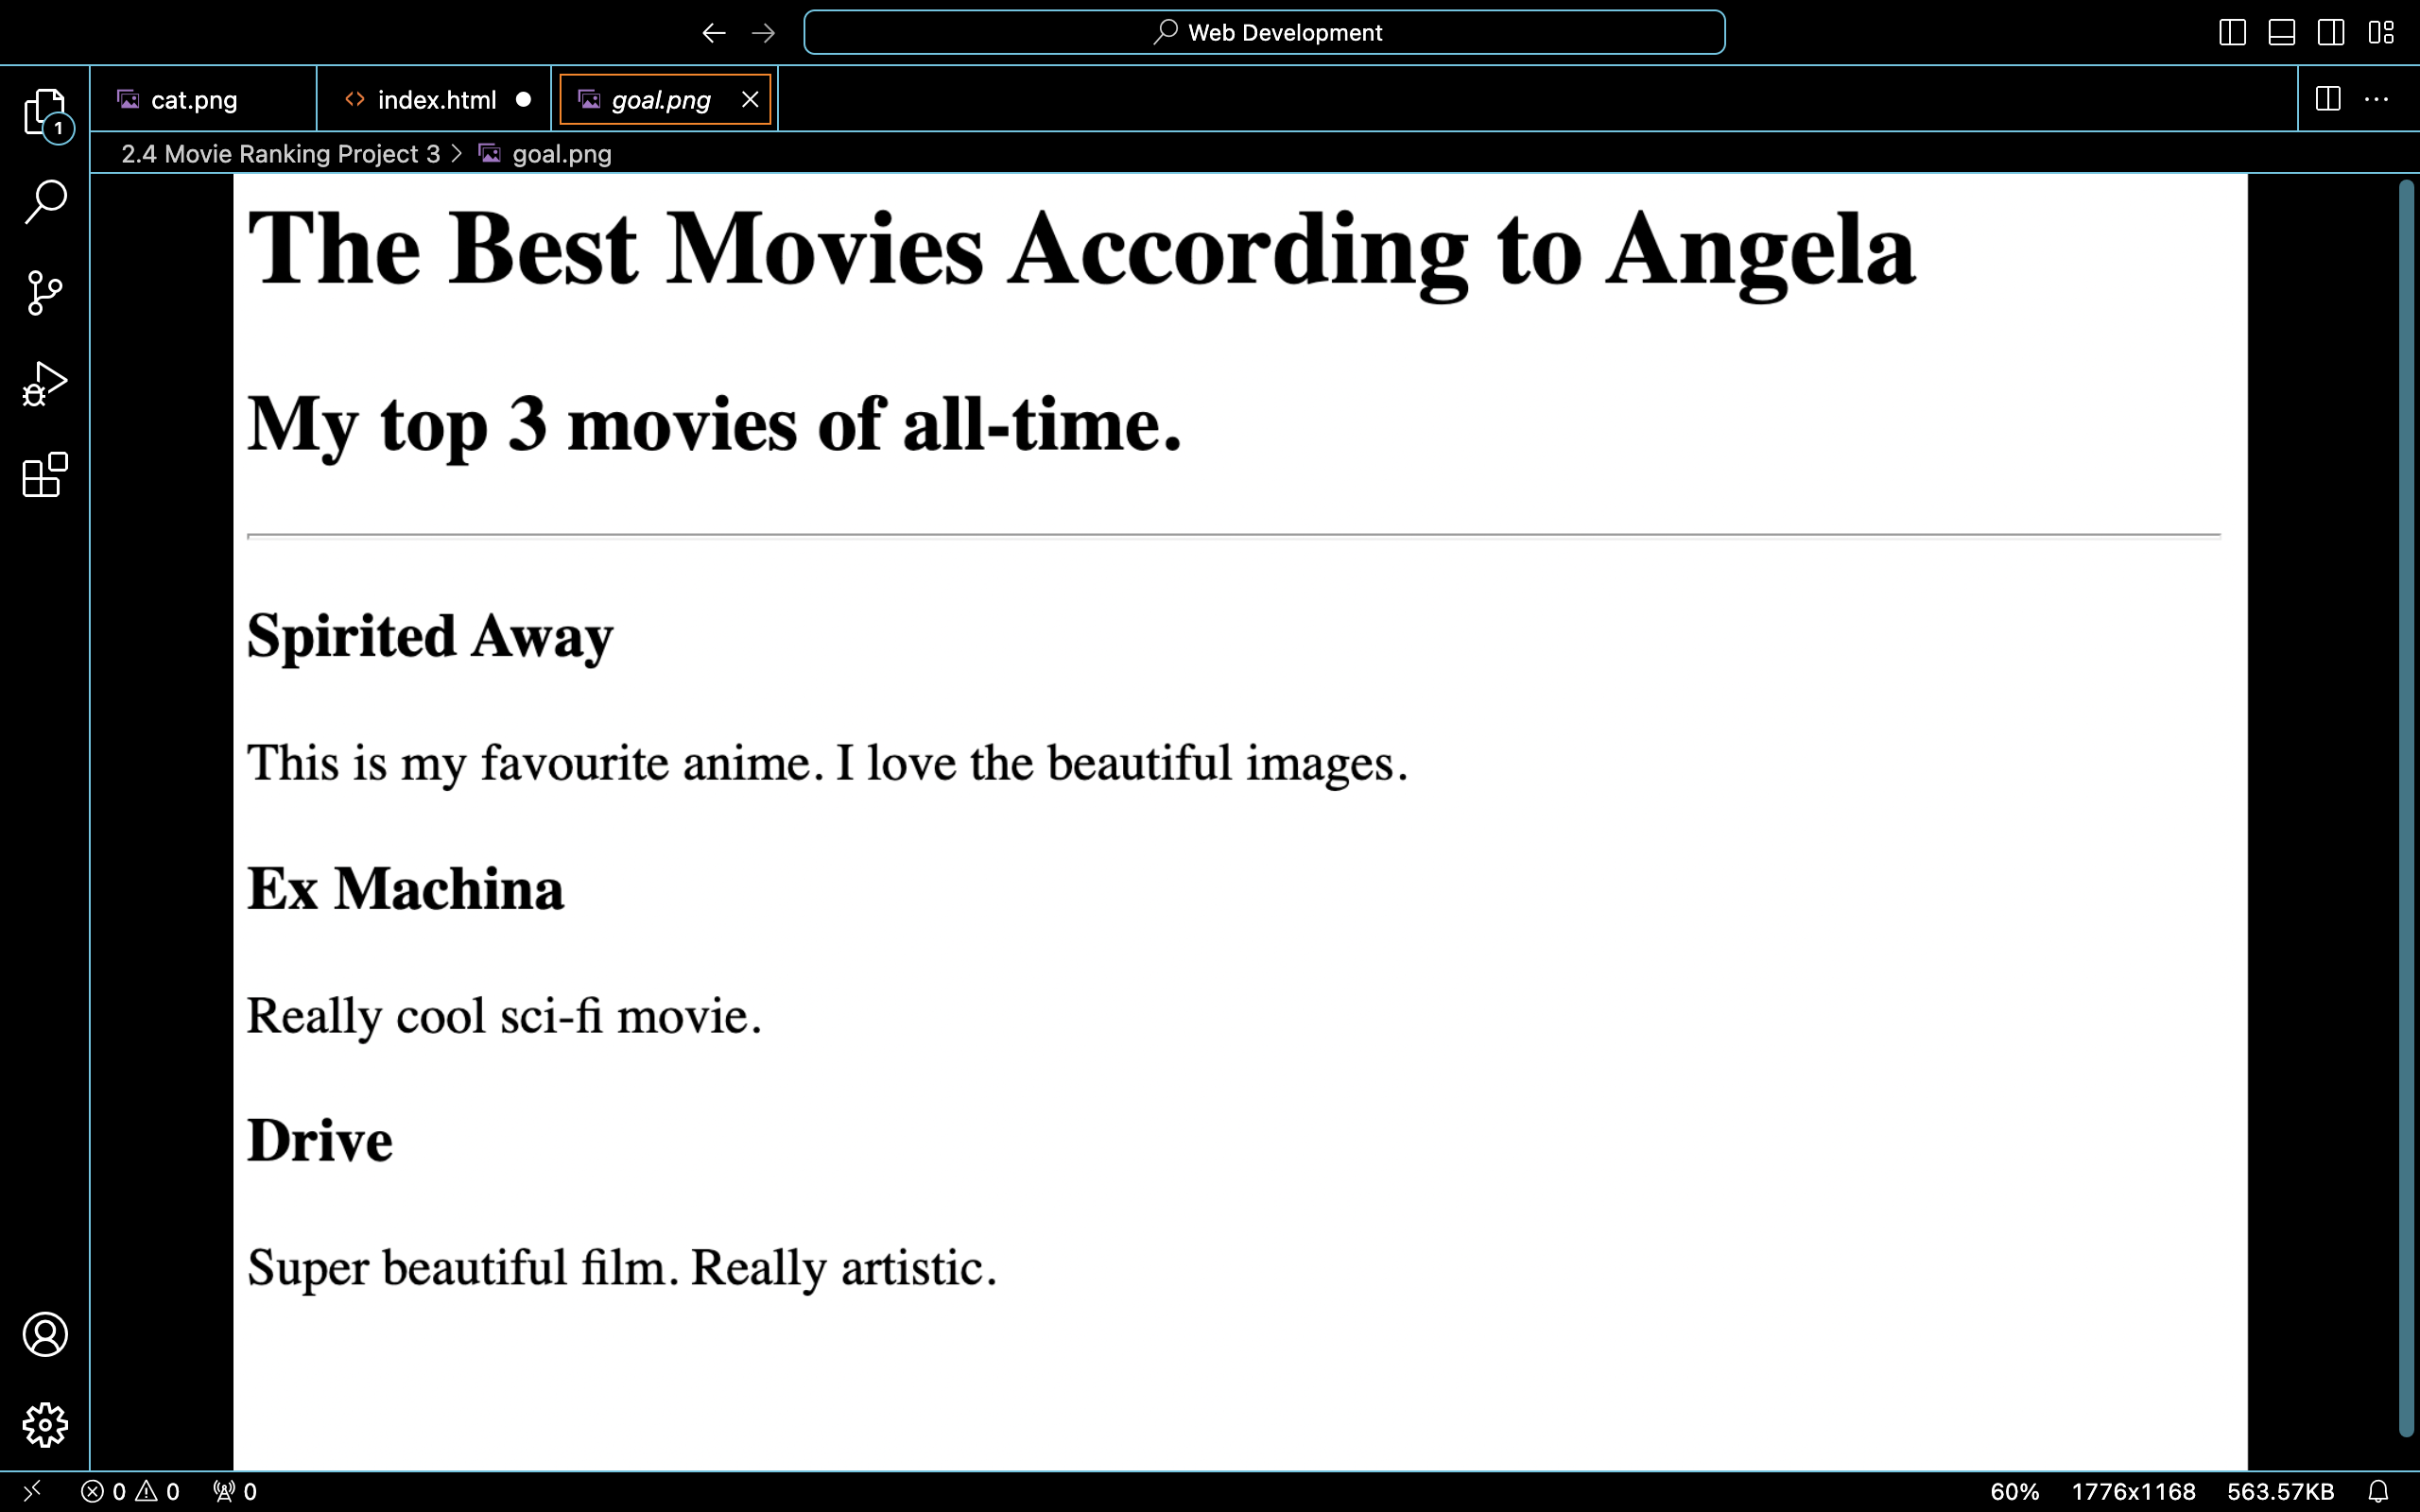 Web Development
cat.png
index.html
goal.png
1
2.4 Movie Ranking Project 3 > goal.png
The Best Movies According to Angela
My top 3 movies of all-time.
Spirited Away
This is my favourite anime. I love the beautiful images.
Ex Machina
Really cool sci-fi movie.
Drive
Super beautiful film. Really artistic.
0 0 0 60% 1776x1168 563.57KB